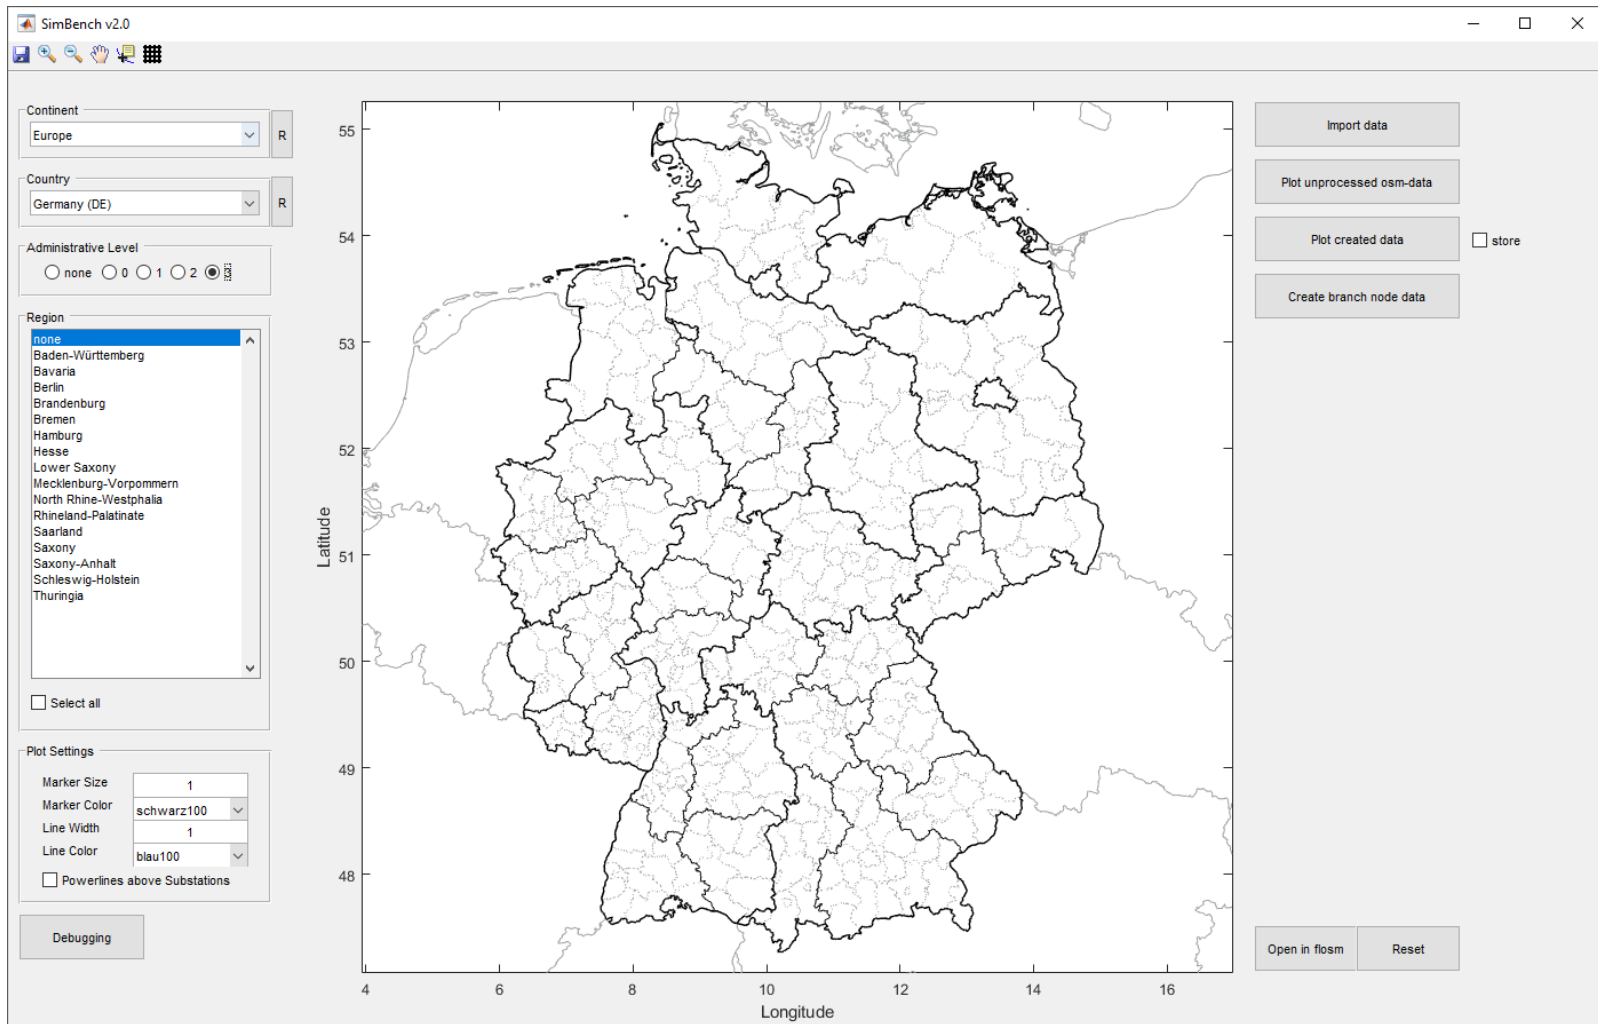 SimBench v2.0
Continent
Europe
R
Country
Germany (DE)
R
Administrative Level
none 0 1 2 3
Region
none
Baden-Württemberg
Bavaria
Berlin
Brandenburg
Bremen
Hamburg
Hesse
Lower Saxony
Mecklenburg-Vorpommern
North Rhine-Westphalia
Rhineland-Palatinate
Saarland
Saxony
Saxony-Anhalt
Schleswig-Holstein
Thuringia
Select all
Plot Settings
Marker Size 1
Marker Color schwarz100
Line Width 1
Line Color blau100
Powerlines above Substations
Debugging
Latitude
55
54
53
52
51
50
49
48
4 6 8 10 12 14 16
Longitude
Import data
Plot unprocessed osm-data
Plot created data store
Create branch node data
Open in flosm Reset